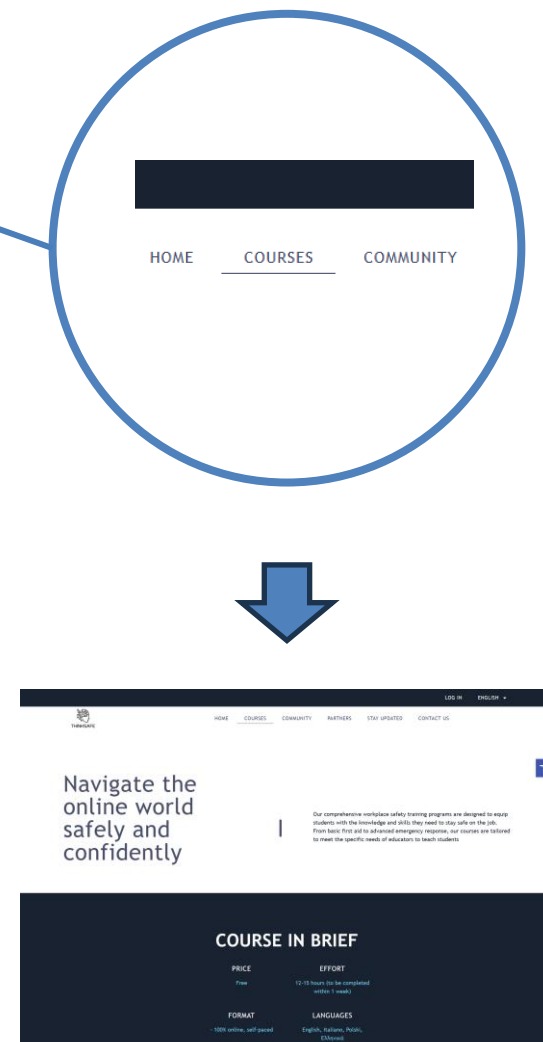 HOME COURSES COMMUNITY
LOG IN ENGLISH
THINKSAFE
HOME COURSES COMMUNITY PARTNERS STAY UPDATED CONTACT US
Navigate the
online world
safely and
confidently
Our comprehensive workplace safety training programs are designed to equip
students with the knowledge and skills they need to stay safe on the job.
From basic first aid to advanced emergency response, our courses are tailored
to meet the specific needs of educators to teach students
COURSE IN BRIEF
PRICE EFFORT
Free 12-15 hours (to be completed
within 1 week)
FORMAT LANGUAGES
- 100% online, self-paced English, Italiano, Polski,
Ελληνικά